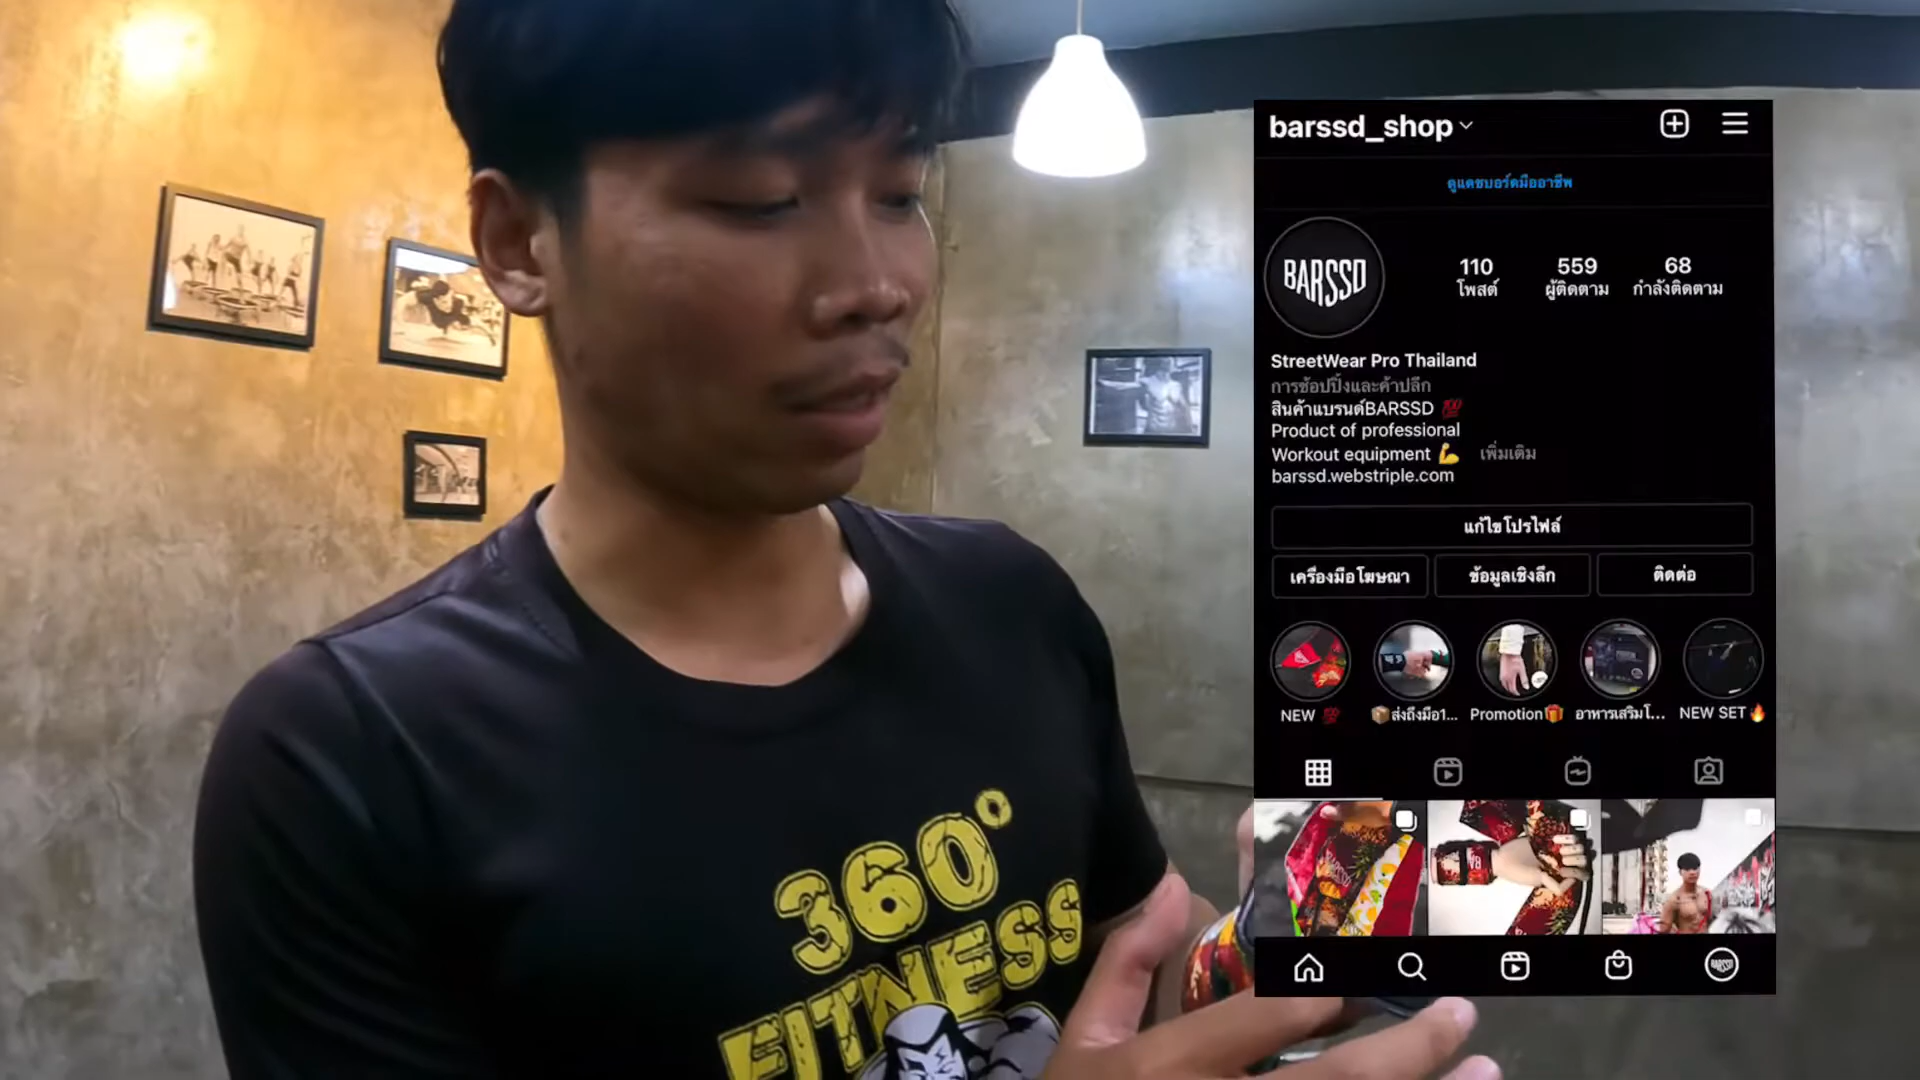 barssd_shop
ดูแดชบอร์ดมืออาชีพ
BARSSD
110
559
68
โพสต์
ผู้ติดตาม
กำลังติดตาม
StreetWear Pro Thailand
การช้อปปิ้งและค้าปลีก
สินค้าแบรนด์BARSSD 💯
Product of professional
Workout equipment 💪 เพิ่มเติม
barssd.webstriple.com
แก้ไขโปรไฟล์
เครื่องมือโฆษณา
ข้อมูลเชิงลึก
ติดต่อ
NEW 💯
📦ส่งถึงมือ1...
Promotion🎁
อาหารเสริมโ...
NEW SET🔥
BARSSD
360°
FITNESS